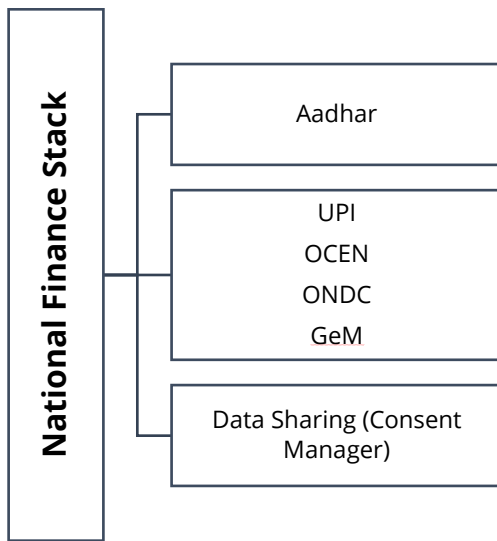 National Finance Stack
Aadhar
UPI
OCEN
ONDC
GeM
Data Sharing (Consent
Manager)